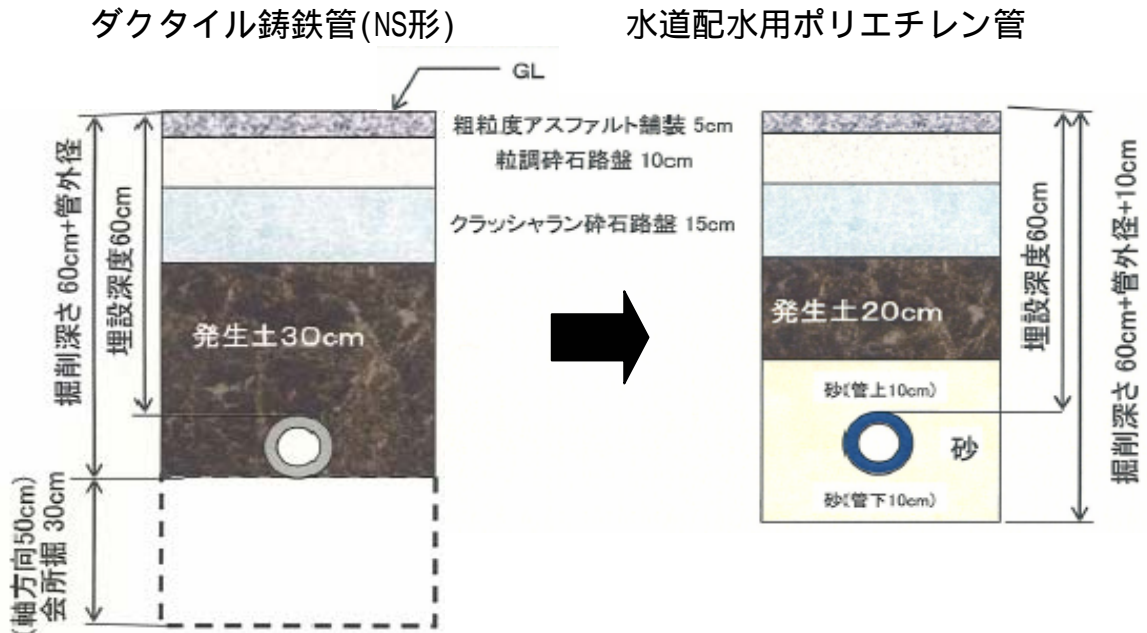 ダクタイル鋳鉄管(NS形)
水道配水用ポリエチレン管
GL
粗粒度アスファルト舗装 5cm
粒調砕石路盤 10cm
クラッシャラン砕石路盤 15cm
掘削深さ 60cm+管外径
埋設深度60cm
発生土30cm
(軸方向50cm)
会所掘 30cm
発生土20cm
砂(管上10cm)
砂
砂(管下10cm)
埋設深度60cm
掘削深さ 60cm+管外径+10cm